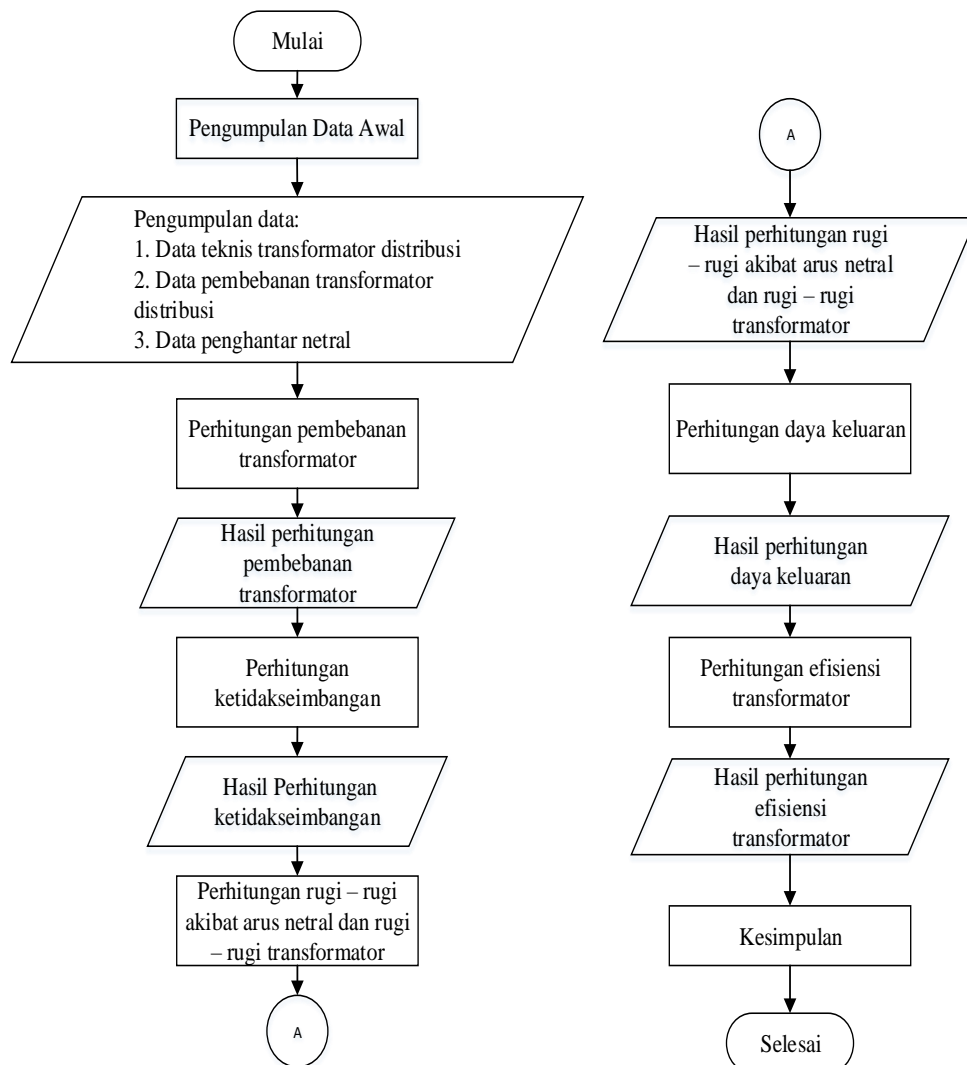 Mulai
Pengumpulan Data Awal
Pengumpulan data:
1. Data teknis transformator distribusi
2. Data pembebanan transformator
distribusi
3. Data penghantar netral
Perhitungan pembebanan
transformator
Hasil perhitungan
pembebanan
transformator
Perhitungan
ketidakseimbangan
Hasil Perhitungan
ketidakseimbangan
Perhitungan rugi – rugi
akibat arus netral dan rugi
– rugi transformator
A
A
Hasil perhitungan rugi
– rugi akibat arus netral
dan rugi – rugi
transformator
Perhitungan daya keluaran
Hasil perhitungan
daya keluaran
Perhitungan efisiensi
transformator
Hasil perhitungan
efisiensi
transformator
Kesimpulan
Selesai